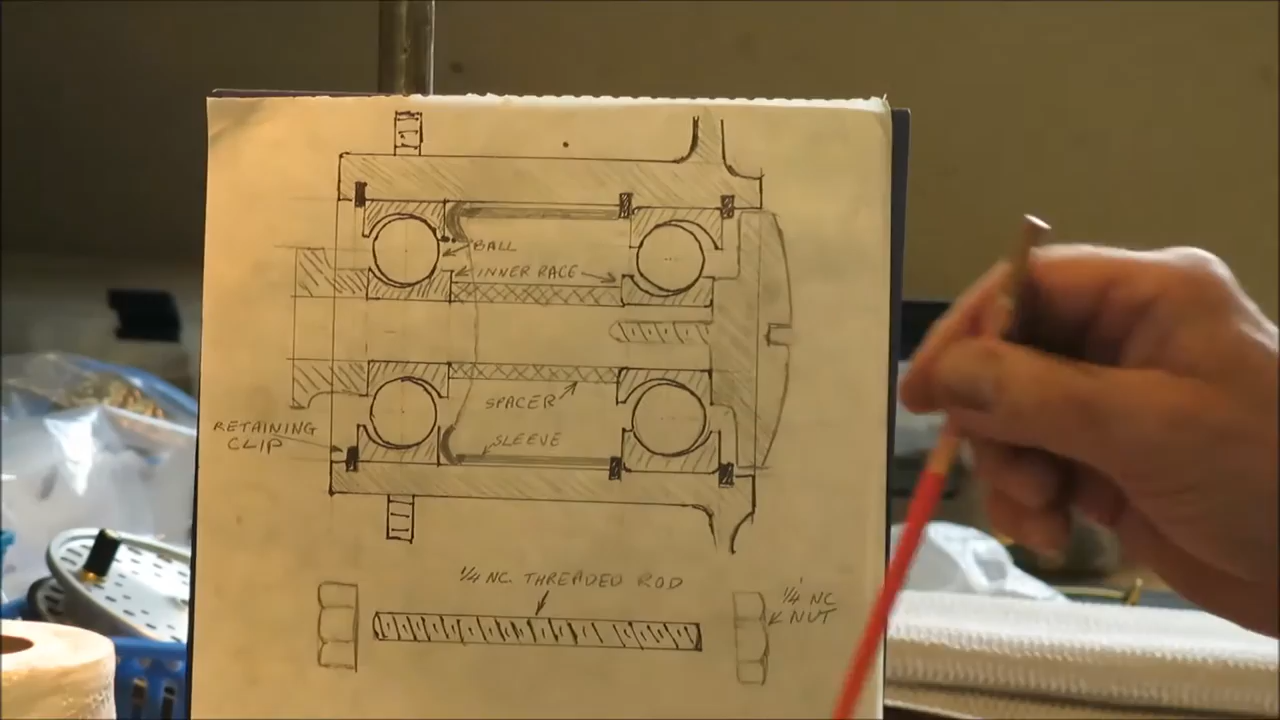 BALL
INNER RACE
SPACER
RETAINING
CLIP
SLEEVE
1/4 NC. THREADED ROD
1/4" NC
NUT